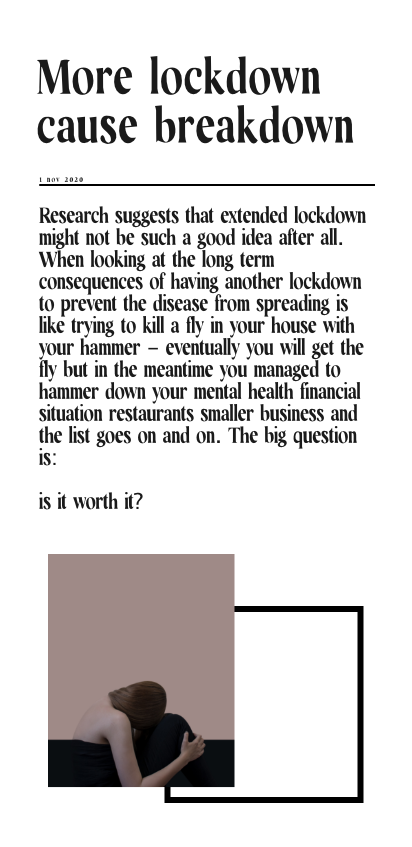 More lockdown
cause breakdown
1 nov 2020
Research suggests that extended lockdown
might not be such a good idea after all.
When looking at the long term
consequences of having another lockdown
to prevent the disease from spreading is
like trying to kill a fly in your house with
your hammer – eventually you will get the
fly but in the meantime you managed to
hammer down your mental health financial
situation restaurants smaller business and
the list goes on and on. The big question
is:
is it worth it?